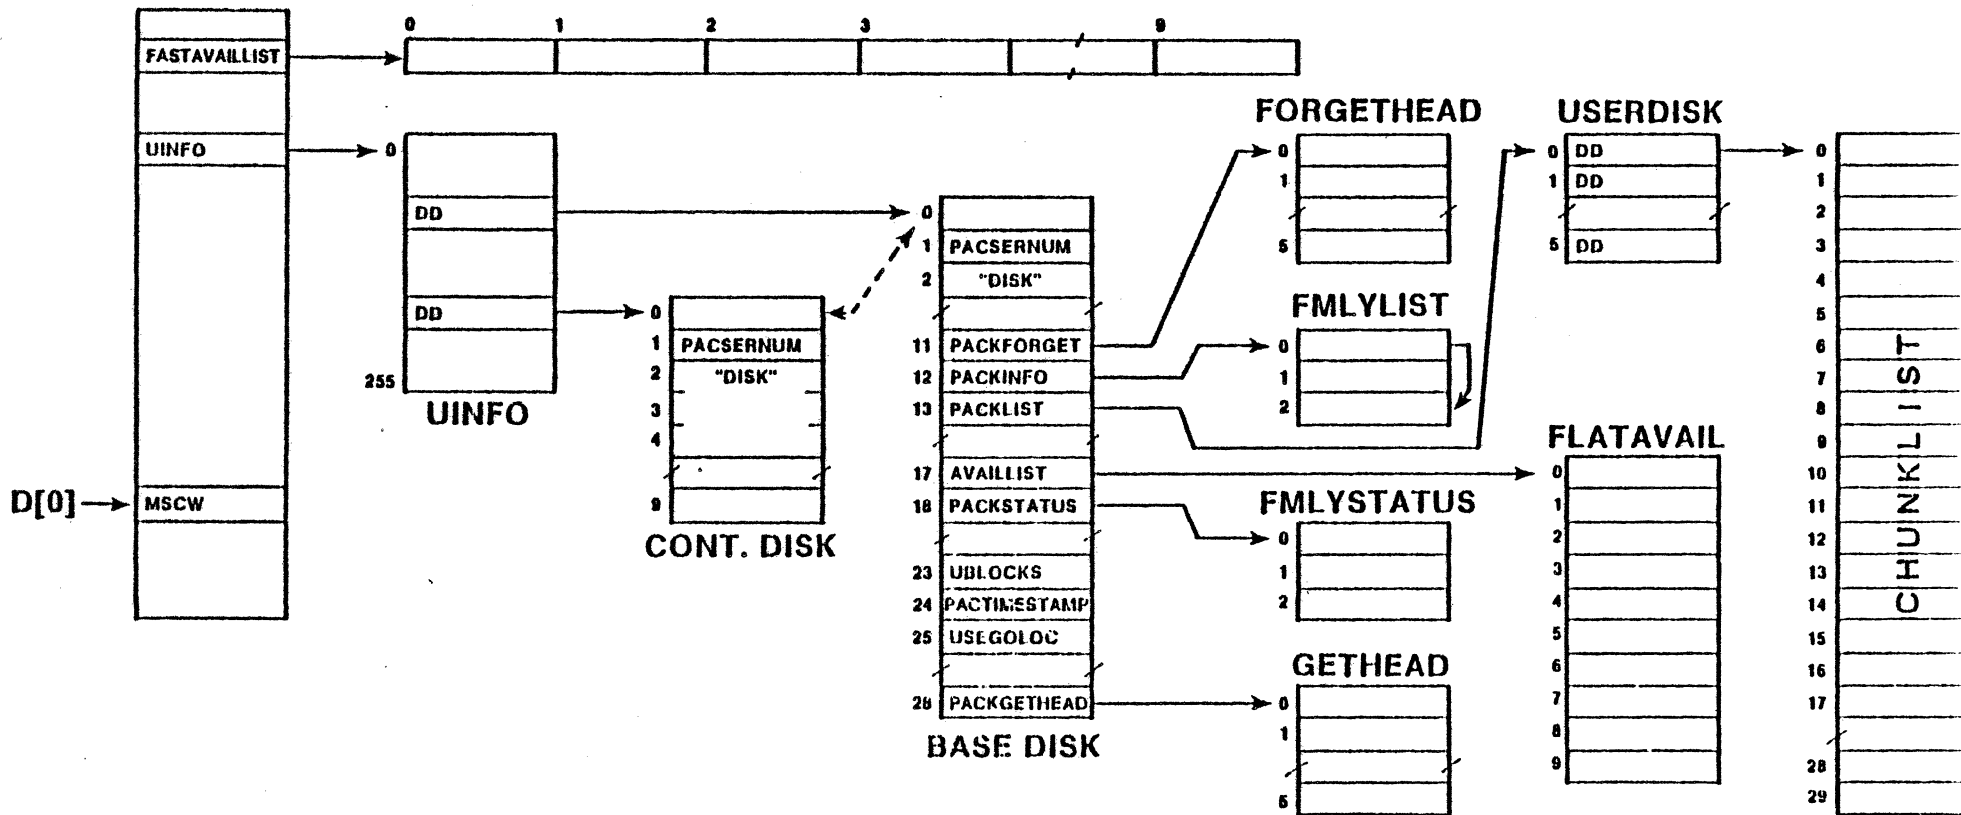 FASTAVAILLIST
UINFO
D[0]
MSCW
0 1 2 3 9
0
DD
DD
255
UINFO
0
1 PACSERNUM
2 "DISK"
3
4
9
CONT. DISK
0
1 PACSERNUM
2 "DISK"
11 PACKFORGET
12 PACKINFO
13 PACKLIST
17 AVAILLIST
18 PACKSTATUS
23 UBLOCKS
24 PACTIMESTAMP
25 USEGOLOC
28 PACKGETHEAD
BASE DISK
FORGETHEAD
0
1
5
FMLYLIST
0
1
2
FMLYSTATUS
0
1
2
GETHEAD
0
1
5
USERDISK
0 DD
1 DD
5 DD
FLATAVAIL
0
1
2
3
4
5
6
7
8
9
0
1
2
3
4
5
6
7
8
9
10
11
12
13
14
15
16
17
28
29
CHUNKLIST